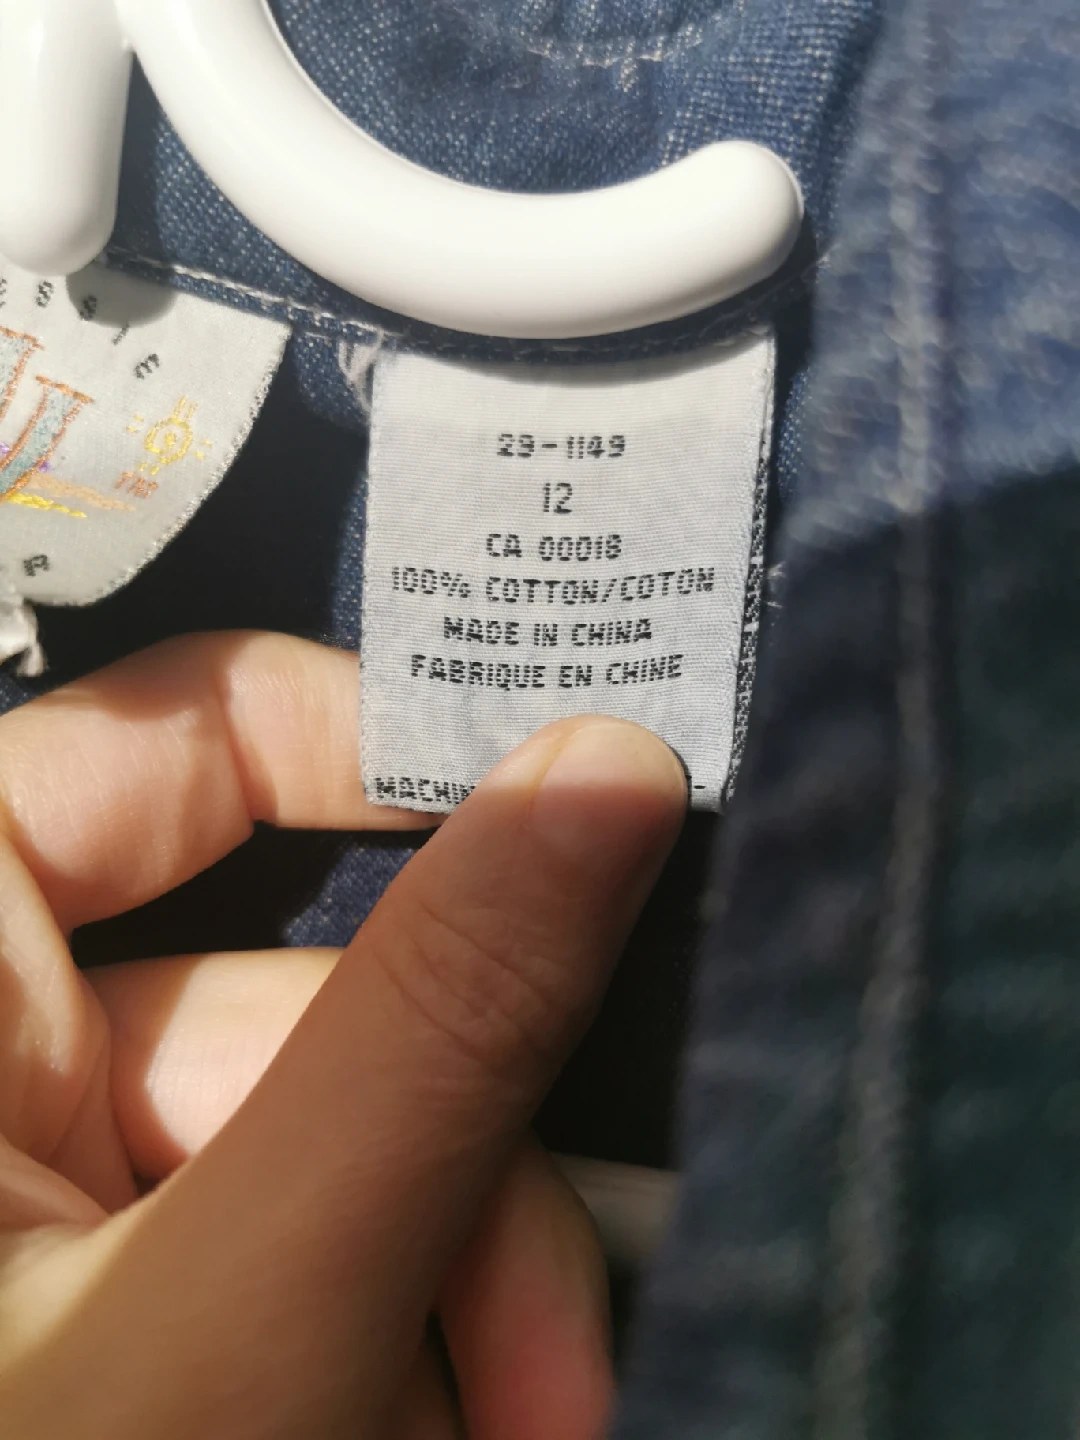 29-1149
12
CA 00018
100% COTTON/COTON
MADE IN CHINA
FABRIQUE EN CHINE